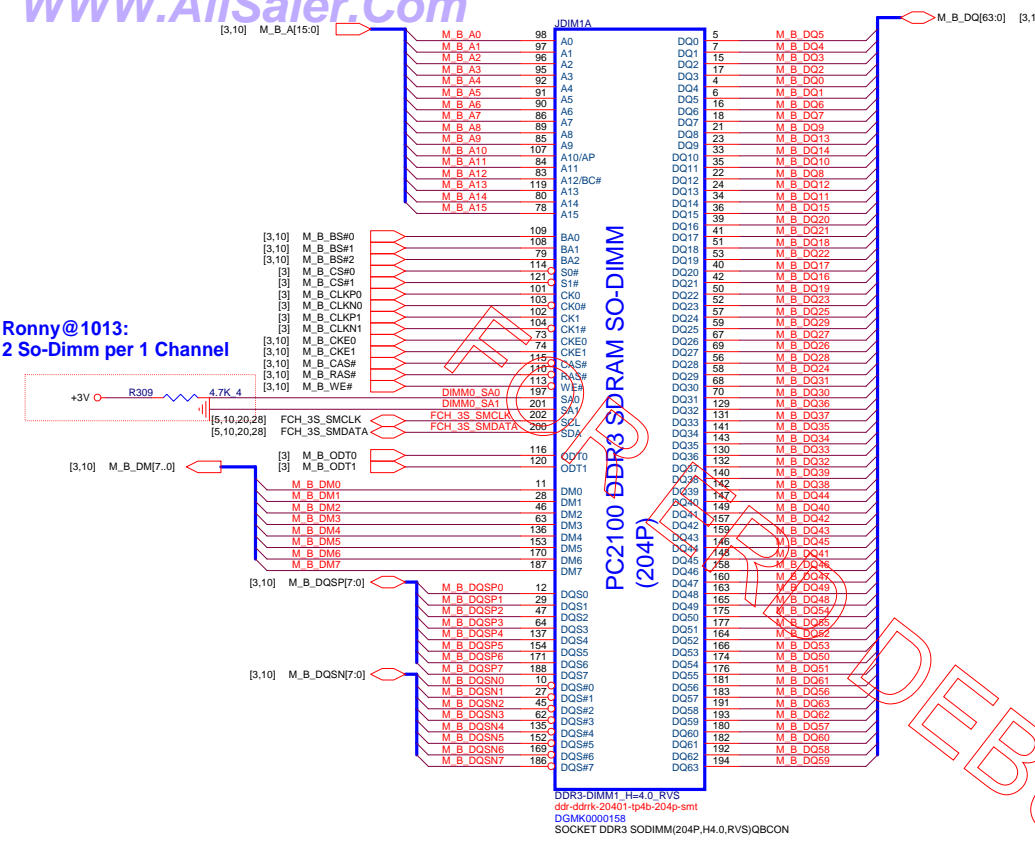 WWW.AllSaler.Com
[3,10] M_B_A[15:0]
M_B_A0 98 A0
M_B_A1 97 A1
M_B_A2 96 A2
M_B_A3 95 A3
M_B_A4 92 A4
M_B_A5 91 A5
M_B_A6 90 A6
M_B_A7 86 A7
M_B_A8 89 A8
M_B_A9 85 A9
M_B_A10 107 A10/AP
M_B_A11 84 A11
M_B_A12 83 A12/BC#
M_B_A13 119 A13
M_B_A14 80 A14
M_B_A15 78 A15
[3,10] M_B_BS#0 109 BA0
[3,10] M_B_BS#1 108 BA1
[3,10] M_B_BS#2 79 BA2
[3] M_B_CS#0 114 S0#
[3] M_B_CS#1 121 S1#
[3] M_B_CLKP0 101 CK0
[3] M_B_CLKN0 103 CK0#
[3] M_B_CLKP1 102 CK1
[3] M_B_CLKN1 104 CK1#
[3,10] M_B_CKE0 73 CKE0
[3,10] M_B_CKE1 74 CKE1
[3,10] M_B_CAS# 115 CAS#
[3,10] M_B_RAS# 110 RAS#
[3,10] M_B_WE# 113 WE#
Ronny@1013:
2 So-Dimm per 1 Channel
+3V R309 4.7K_4
DIMM0_SA0 197 SA0
DIMM0_SA1 201 SA1
[5,10,20,28] FCH_3S_SMCLK FCH_3S_SMCLK 202 SCL
[5,10,20,28] FCH_3S_SMDATA FCH_3S_SMDATA 200 SDA
[3] M_B_ODT0 116 ODT0
[3] M_B_ODT1 120 ODT1
[3,10] M_B_DM[7..0]
M_B_DM0 11 DM0
M_B_DM1 28 DM1
M_B_DM2 46 DM2
M_B_DM3 63 DM3
M_B_DM4 136 DM4
M_B_DM5 153 DM5
M_B_DM6 170 DM6
M_B_DM7 187 DM7
[3,10] M_B_DQSP[7:0]
M_B_DQSP0 12 DQS0
M_B_DQSP1 29 DQS1
M_B_DQSP2 47 DQS2
M_B_DQSP3 64 DQS3
M_B_DQSP4 137 DQS4
M_B_DQSP5 154 DQS5
M_B_DQSP6 171 DQS6
M_B_DQSP7 188 DQS7
[3,10] M_B_DQSN[7:0]
M_B_DQSN0 10 DQS#0
M_B_DQSN1 27 DQS#1
M_B_DQSN2 45 DQS#2
M_B_DQSN3 62 DQS#3
M_B_DQSN4 135 DQS#4
M_B_DQSN5 152 DQS#5
M_B_DQSN6 169 DQS#6
M_B_DQSN7 186 DQS#7
JDIM1A
PC2100 DDR3 SDRAM SO-DIMM
(204P)
M_B_DQ[63:0] [3,1
DQ0 5 M_B_DQ5
DQ1 7 M_B_DQ4
DQ2 15 M_B_DQ3
DQ3 17 M_B_DQ2
DQ4 4 M_B_DQ0
DQ5 6 M_B_DQ1
DQ6 16 M_B_DQ6
DQ7 18 M_B_DQ7
DQ8 21 M_B_DQ9
DQ9 23 M_B_DQ13
DQ10 33 M_B_DQ14
DQ11 35 M_B_DQ10
DQ12 22 M_B_DQ8
DQ13 24 M_B_DQ12
DQ14 34 M_B_DQ11
DQ15 36 M_B_DQ15
DQ16 39 M_B_DQ20
DQ17 41 M_B_DQ21
DQ18 51 M_B_DQ18
DQ19 53 M_B_DQ22
DQ20 40 M_B_DQ17
DQ21 42 M_B_DQ16
DQ22 50 M_B_DQ19
DQ23 52 M_B_DQ23
DQ24 57 M_B_DQ25
DQ25 59 M_B_DQ29
DQ26 67 M_B_DQ27
DQ27 69 M_B_DQ26
DQ28 56 M_B_DQ28
DQ29 58 M_B_DQ24
DQ30 68 M_B_DQ31
DQ31 70 M_B_DQ30
DQ32 129 M_B_DQ36
DQ33 131 M_B_DQ37
DQ34 141 M_B_DQ35
DQ35 143 M_B_DQ34
DQ36 130 M_B_DQ33
DQ37 132 M_B_DQ32
DQ38 140 M_B_DQ39
DQ39 142 M_B_DQ38
DQ40 147 M_B_DQ44
DQ41 149 M_B_DQ40
DQ42 157 M_B_DQ42
DQ43 159 M_B_DQ43
DQ44 146 M_B_DQ45
DQ45 148 M_B_DQ41
DQ46 158 M_B_DQ46
DQ47 160 M_B_DQ47
DQ48 163 M_B_DQ49
DQ49 165 M_B_DQ48
DQ50 175 M_B_DQ54
DQ51 177 M_B_DQ55
DQ52 164 M_B_DQ52
DQ53 166 M_B_DQ53
DQ54 174 M_B_DQ50
DQ55 176 M_B_DQ51
DQ56 181 M_B_DQ61
DQ57 183 M_B_DQ56
DQ58 191 M_B_DQ63
DQ59 193 M_B_DQ62
DQ60 180 M_B_DQ57
DQ61 182 M_B_DQ60
DQ62 192 M_B_DQ58
DQ63 194 M_B_DQ59
DDR3-DIMM1_H=4.0_RVS
ddr-ddrrk-20401-tp4b-204p-smt
DGMK0000158
SOCKET DDR3 SODIMM(204P,H4.0,RVS)QBCON